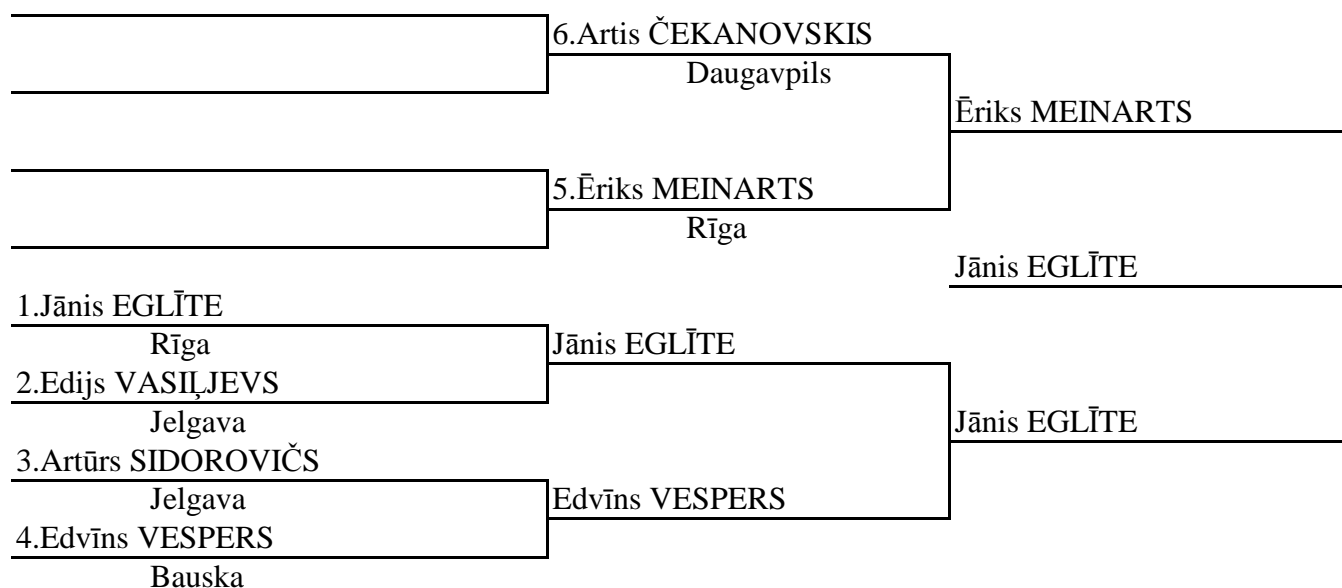 6.Artis ČEKANOVSKIS
Daugavpils
Ēriks MEINARTS
5.Ēriks MEINARTS
Rīga
Jānis EGLĪTE
1.Jānis EGLĪTE
Rīga
Jānis EGLĪTE
2.Edijs VASIĻJEVS
Jelgava
Jānis EGLĪTE
3.Artūrs SIDOROVIČS
Jelgava
Edvīns VESPERS
4.Edvīns VESPERS
Bauska